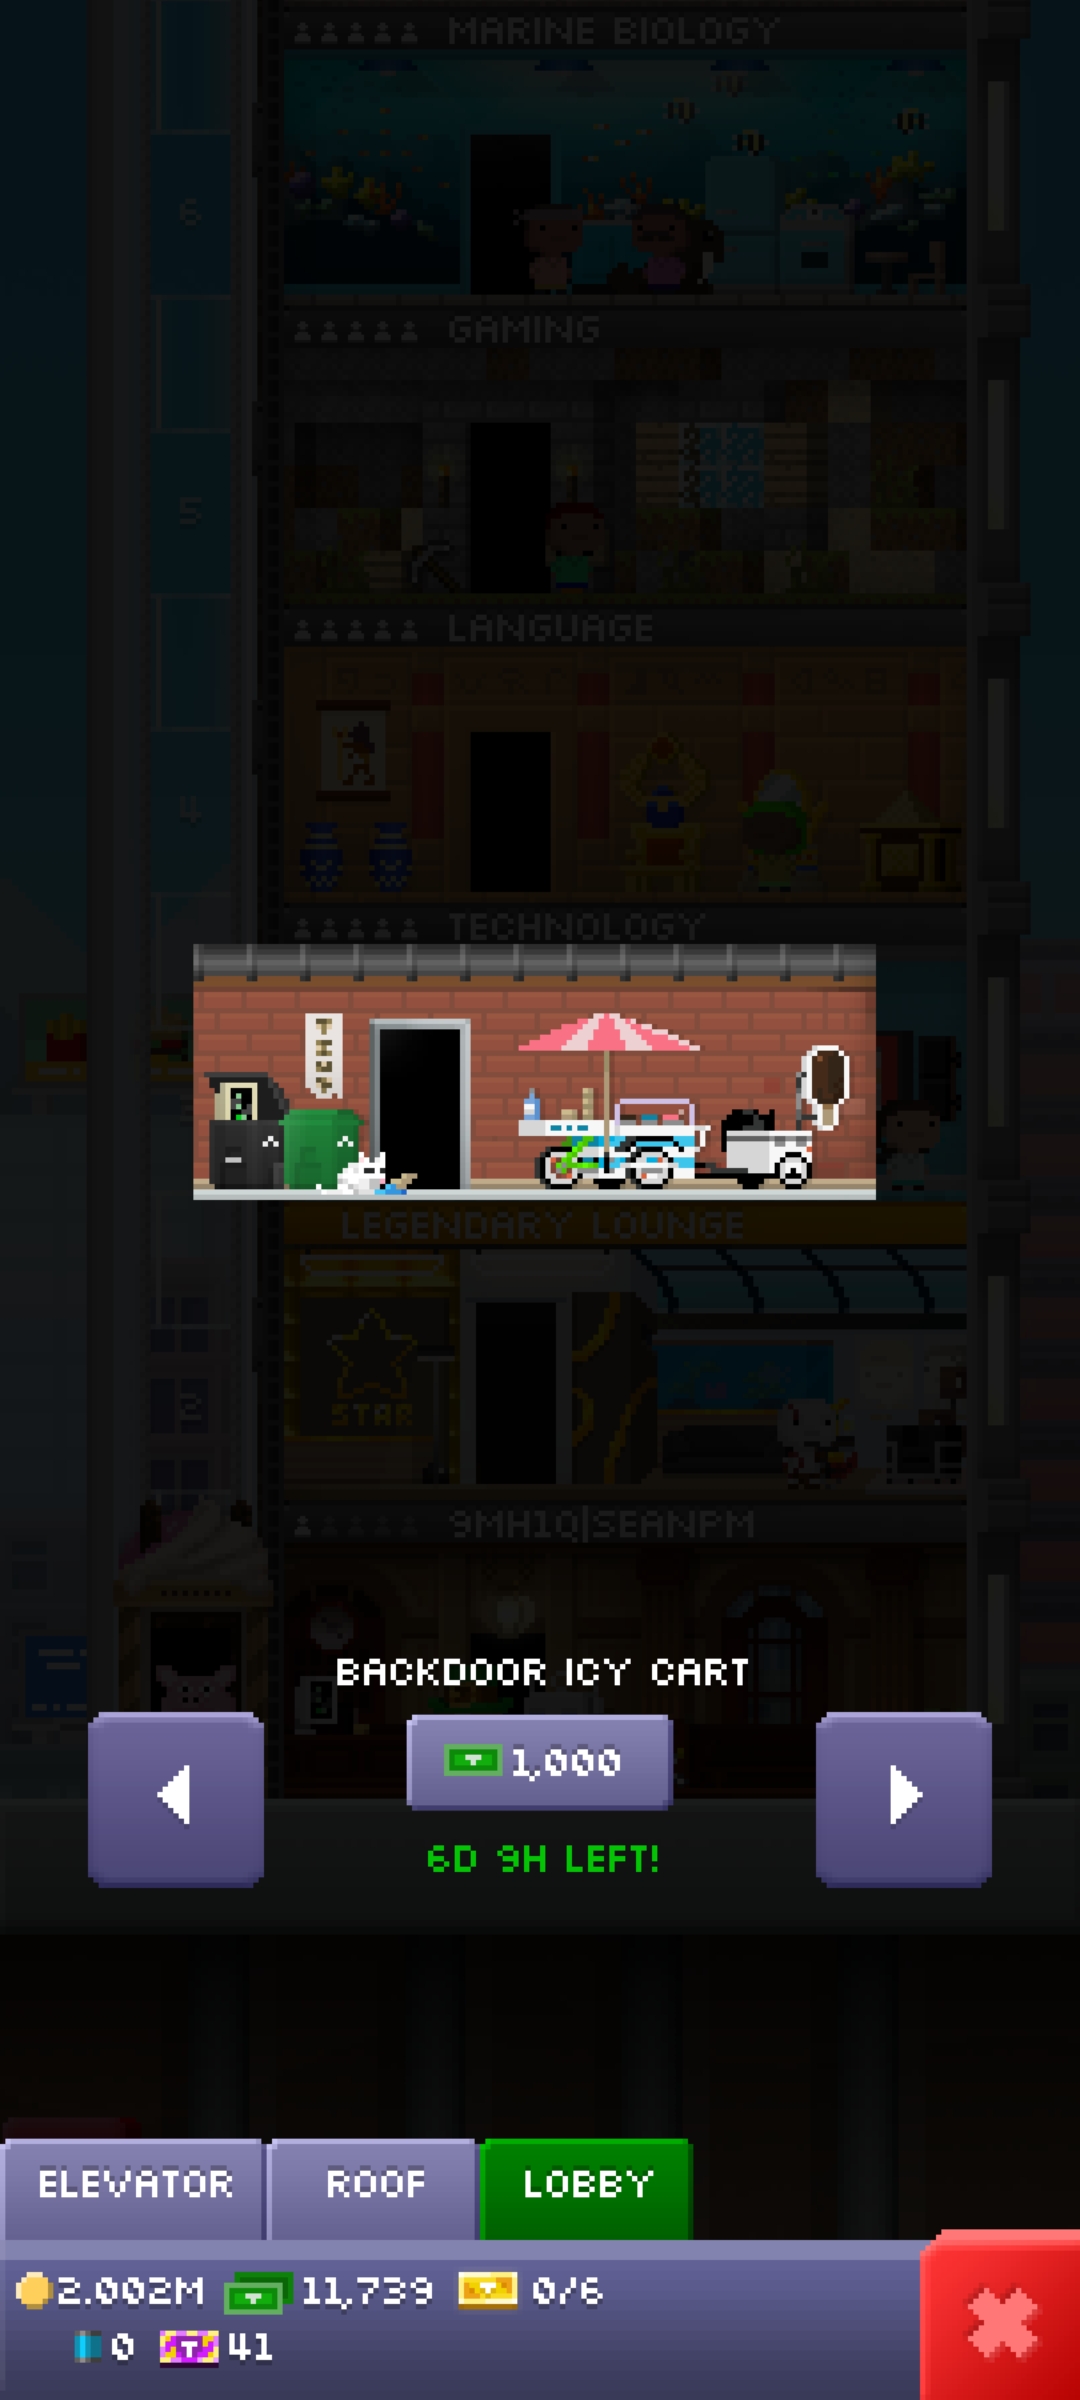 MARINE BIOLOGY
6
GAMING
5
LANGUAGE
4
TECHNOLOGY
TINY
LEGENDARY LOUNGE
STAR
2
9MH1Q|SEANPM
BACKDOOR ICY CART
1,000
6D 9H LEFT!
ELEVATOR
ROOF
LOBBY
2.002M
11,739
0/6
0
T
41